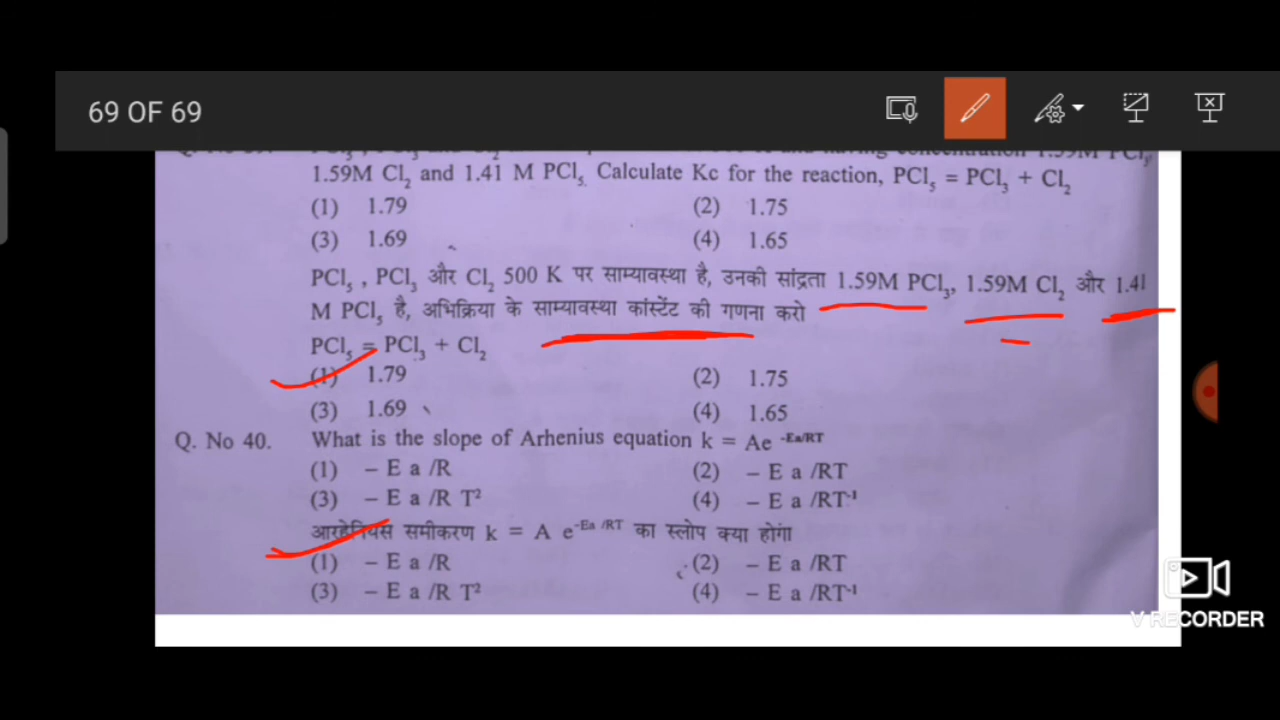 69 OF 69
1.59M Cl₂ and 1.41 M PCl₅. Calculate Kc for the reaction, PCl₅ = PCl₃ + Cl₂
(1) 1.79 (2) 1.75
(3) 1.69 (4) 1.65
PCl₅ , PCl₃ और Cl₂ 500 K पर साम्यावस्था है, उनकी सांद्रता 1.59M PCl₃, 1.59M Cl₂ और 1.41
M PCl₅ है, अभिक्रिया के साम्यावस्था कांस्टेंट की गणना करो
PCl₅ = PCl₃ + Cl₂
(1) 1.79 (2) 1.75
(3) 1.69 (4) 1.65
Q. No 40. What is the slope of Arhenius equation k = Ae -Ea/RT
(1) – E a /R (2) – E a /RT
(3) – E a /R T² (4) – E a /RT-1
आरहेनियस समीकरण k = A e-Ea /RT का स्लोप क्या होगा
(1) – E a /R (2) – E a /RT
(3) – E a /R T² (4) – E a /RT-1
V RECORDER